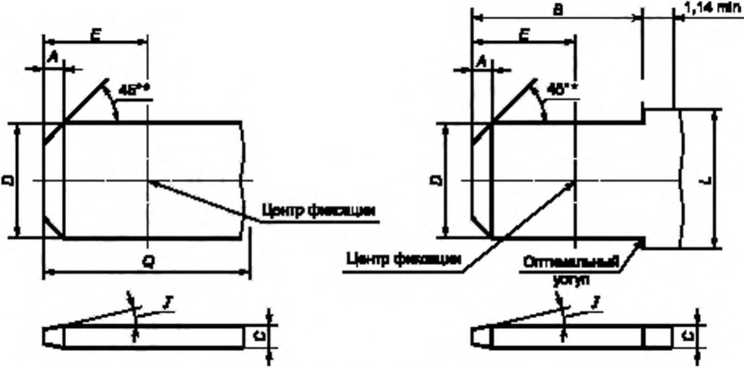 E
A
45°*
D
Центр фиксации
Q
J
C
B
1,14 min
E
A
45°*
D
L
Центр фиксации
Оптимальный
уступ
J
C